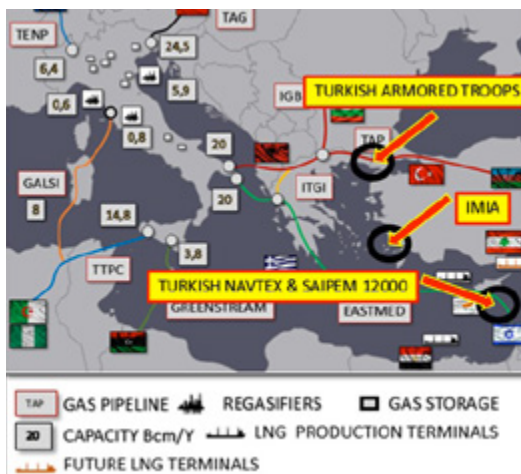 TENP
TAG
24,5
6,4
5,9
IGB
TURKISH ARMORED TROOPS
0,6
0,8
20
TAP
GALSI
20
ITGI
8
14,8
IMIA
TTPC
3,8
TURKISH NAVTEX & SAIPEM 12000
GREENSTREAM
EASTMED
TAP GAS PIPELINE
REGASIFIERS
GAS STORAGE
20 CAPACITY Bcm/Y
LNG PRODUCTION TERMINALS
FUTURE LNG TERMINALS